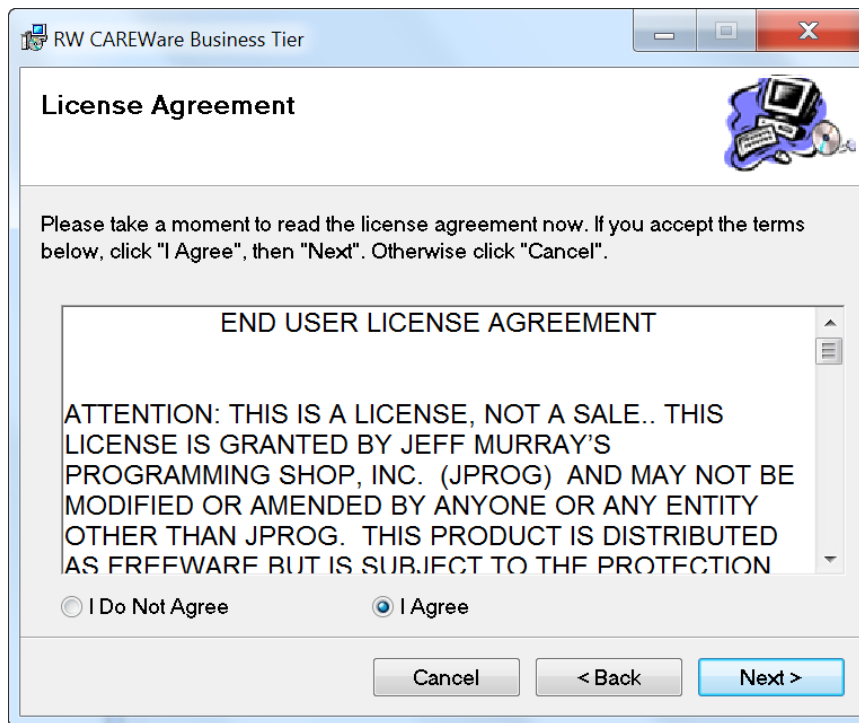 RW CAREWare Business Tier
License Agreement
Please take a moment to read the license agreement now. If you accept the terms
below, click "I Agree", then "Next". Otherwise click "Cancel".
END USER LICENSE AGREEMENT
ATTENTION: THIS IS A LICENSE, NOT A SALE.. THIS
LICENSE IS GRANTED BY JEFF MURRAY’S
PROGRAMMING SHOP, INC.  (JPROG)  AND MAY NOT BE
MODIFIED OR AMENDED BY ANYONE OR ANY ENTITY
OTHER THAN JPROG.  THIS PRODUCT IS DISTRIBUTED
AS FREEWARE BUT IS SUBJECT TO THE PROTECTION
I Do Not Agree
I Agree
Cancel
< Back
Next >